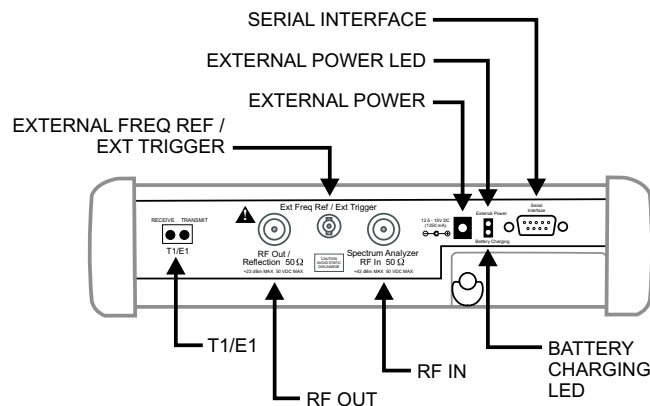 SERIAL INTERFACE
EXTERNAL POWER LED
EXTERNAL POWER
EXTERNAL FREQ REF /
EXT TRIGGER
RECEIVE TRANSMIT
T1/E1
Ext Freq Ref / Ext Trigger
RF Out /
Reflection 50 Ω
+23 dBm MAX 50 VDC MAX
CAUTION
AVOID STATIC
DISCHARGE
Spectrum Analyzer
RF In 50 Ω
+43 dBm MAX 50 VDC MAX
12.5 - 15V DC
(1350 mA)
External Power
Battery Charging
Serial
Interface
T1/E1
RF OUT
RF IN
BATTERY
CHARGING
LED